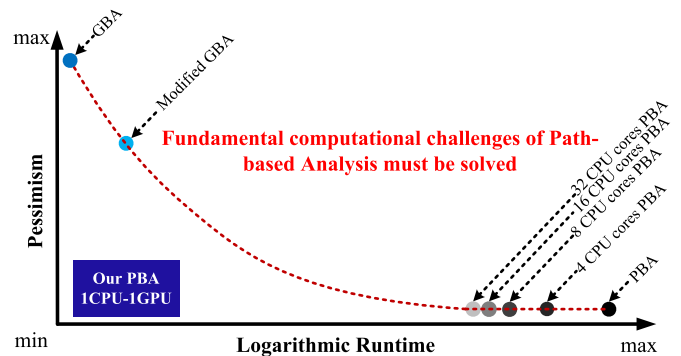 max
GBA
Modified GBA
Fundamental computational challenges of Path-
based Analysis must be solved
32 CPU cores PBA
16 CPU cores PBA
8 CPU cores PBA
4 CPU cores PBA
PBA
Pessimism
Our PBA
1CPU-1GPU
min
Logarithmic Runtime
max